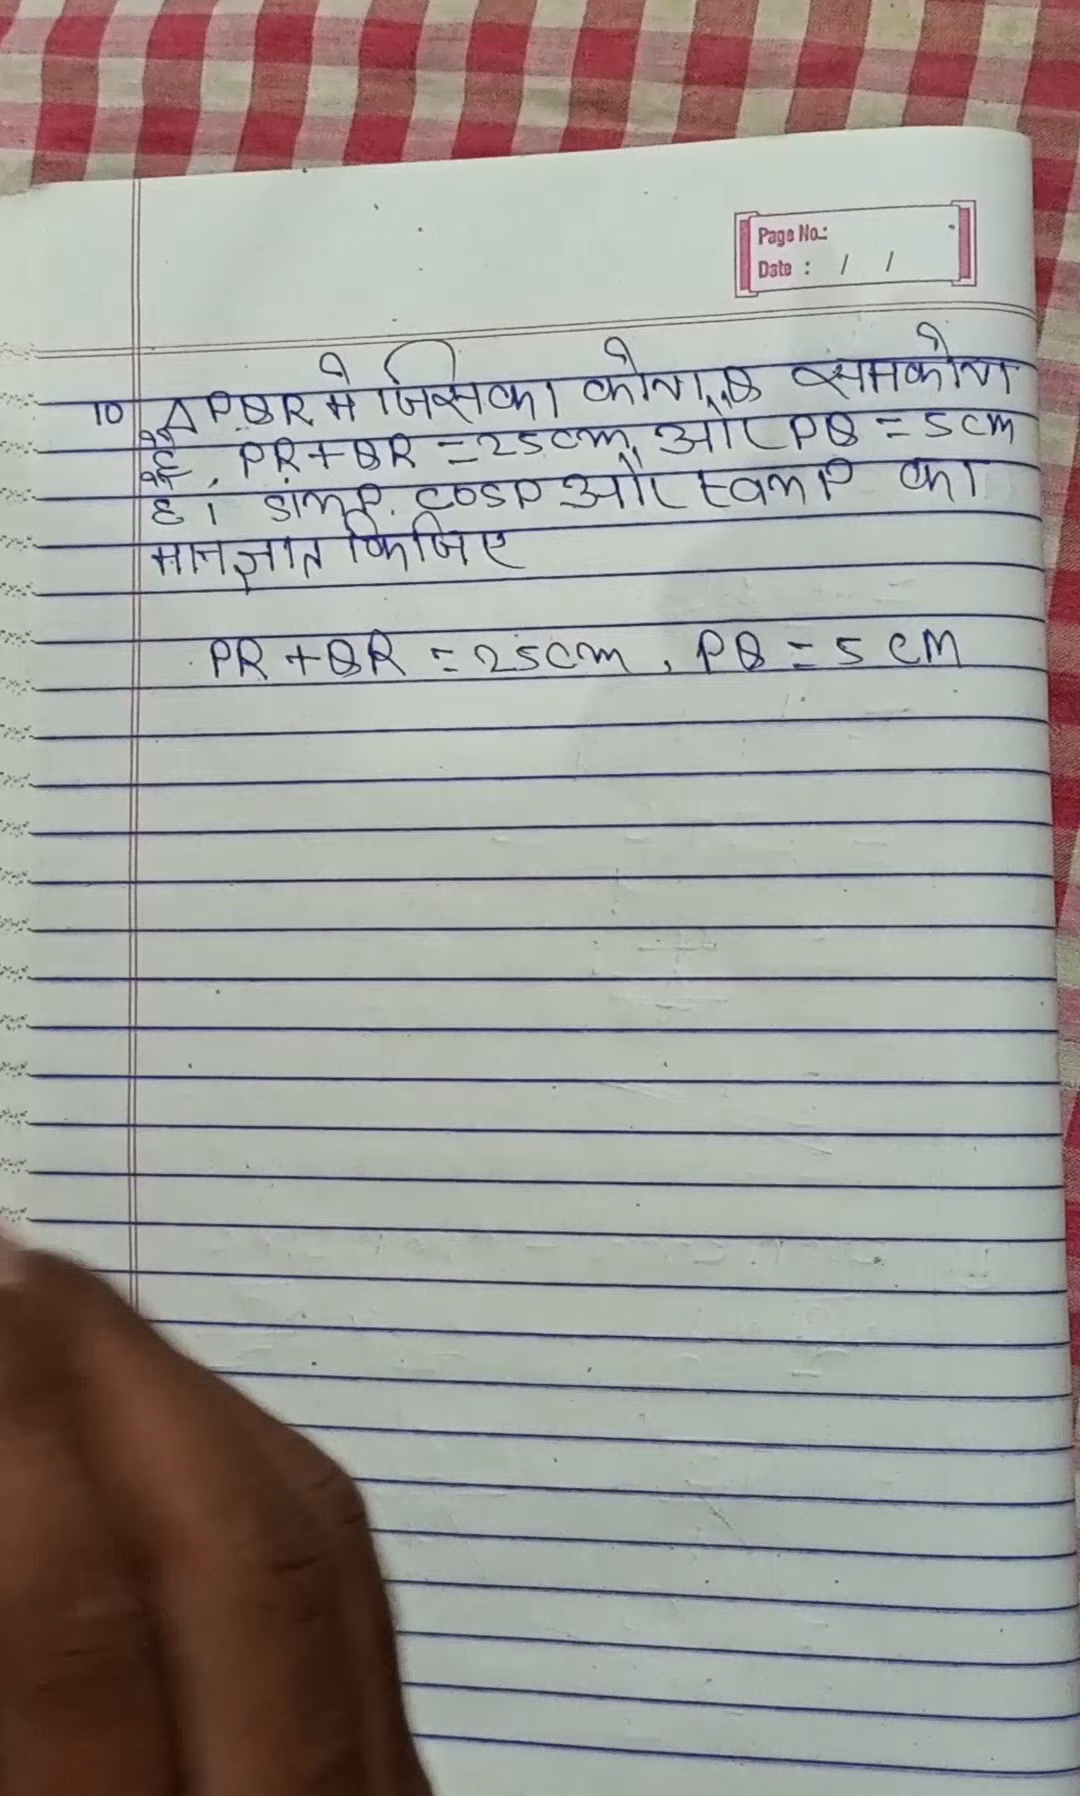 Page No.:
Date : / /
10 Δ PQR में जिसका कोण Q समकोण
है, PR+QR = 25cm, और PQ = 5cm
है। sinp. cosp और tanp का
मानज्ञात किजिए
PR + QR = 25cm, PQ = 5 CM